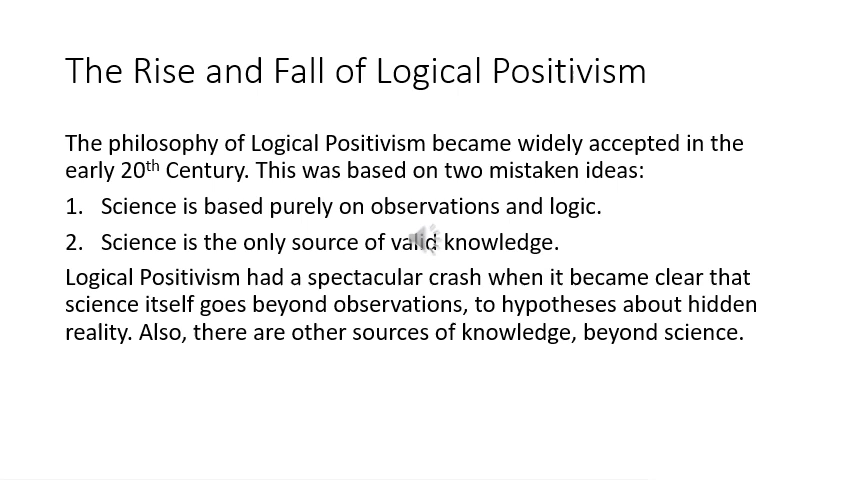 The Rise and Fall of Logical Positivism
The philosophy of Logical Positivism became widely accepted in the
early 20th Century. This was based on two mistaken ideas:
1. Science is based purely on observations and logic.
2. Science is the only source of valid knowledge.
Logical Positivism had a spectacular crash when it became clear that
science itself goes beyond observations, to hypotheses about hidden
reality. Also, there are other sources of knowledge, beyond science.